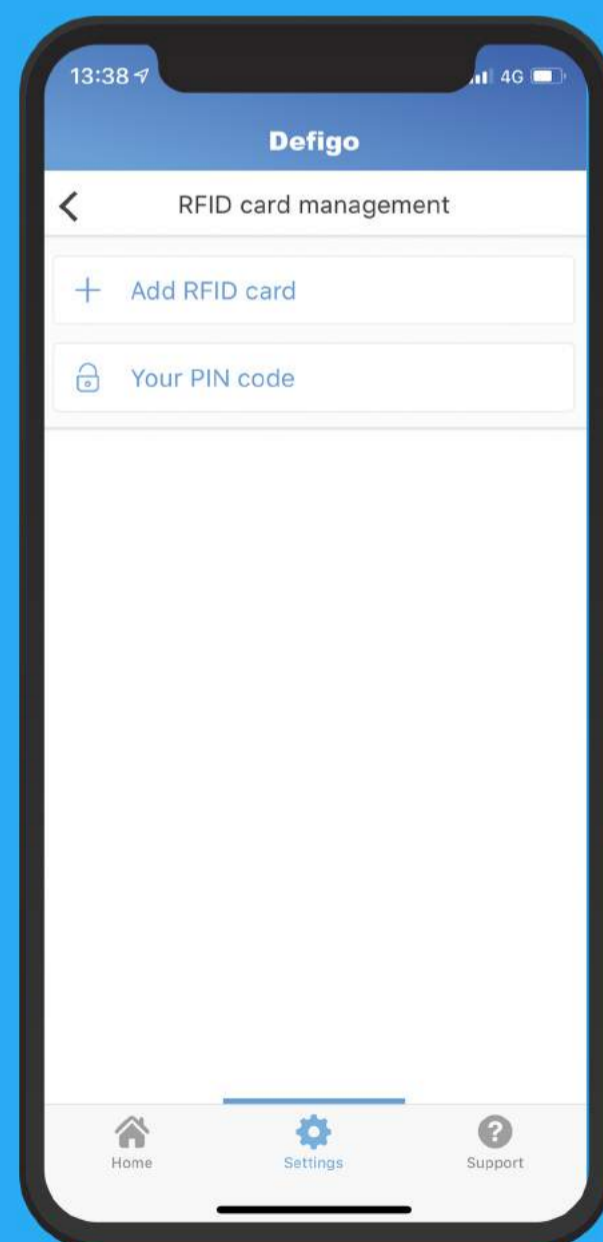 13:38
4G
Defigo
RFID card management
Add RFID card
Your PIN code
Home
Settings
Support